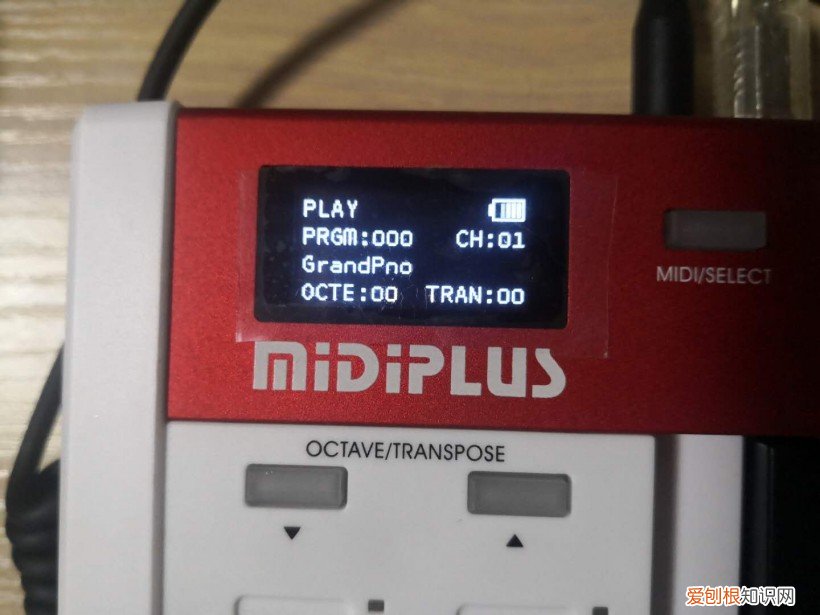 PLAY
PRGM:000 CH:01
GrandPno
OCTE:00 TRAN:00
MIDI/SELECT
MiDiPLUS
OCTAVE/TRANSPOSE
爱刨根知识网